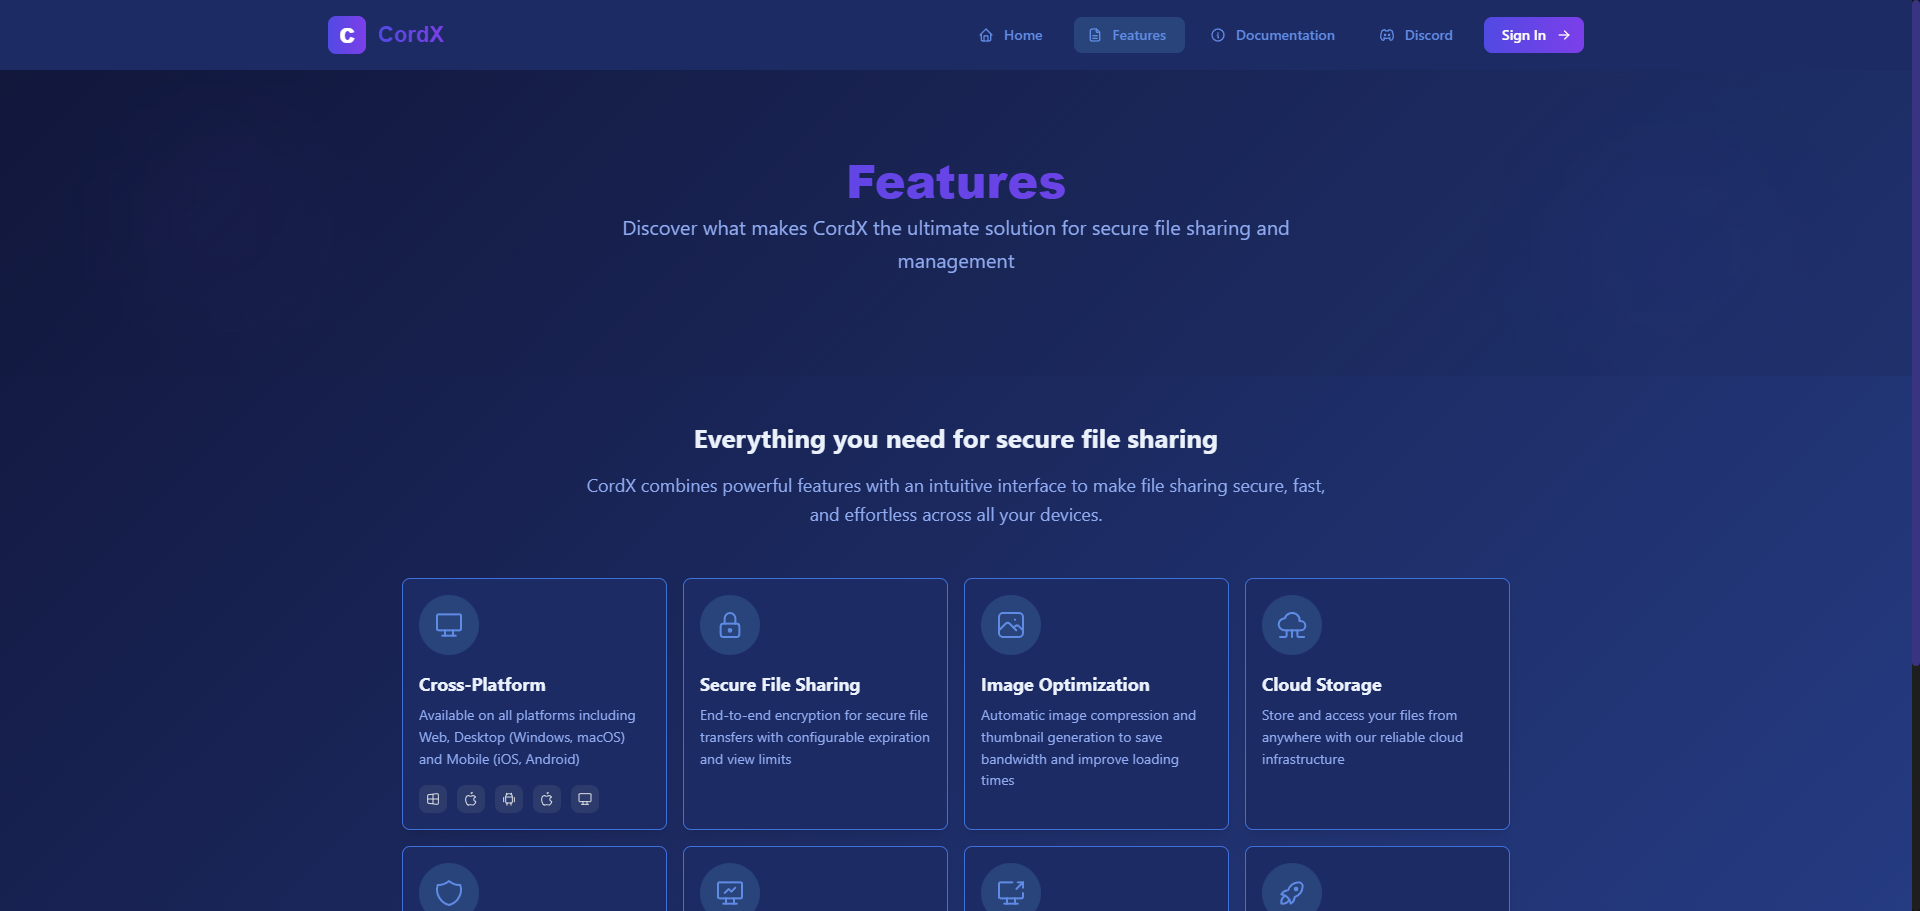 C CordX
Home Features Documentation Discord Sign In
Features
Discover what makes CordX the ultimate solution for secure file sharing and
management
Everything you need for secure file sharing
CordX combines powerful features with an intuitive interface to make file sharing secure, fast,
and effortless across all your devices.
Cross-Platform
Available on all platforms including
Web, Desktop (Windows, macOS)
and Mobile (iOS, Android)
Secure File Sharing
End-to-end encryption for secure file
transfers with configurable expiration
and view limits
Image Optimization
Automatic image compression and
thumbnail generation to save
bandwidth and improve loading
times
Cloud Storage
Store and access your files from
anywhere with our reliable cloud
infrastructure